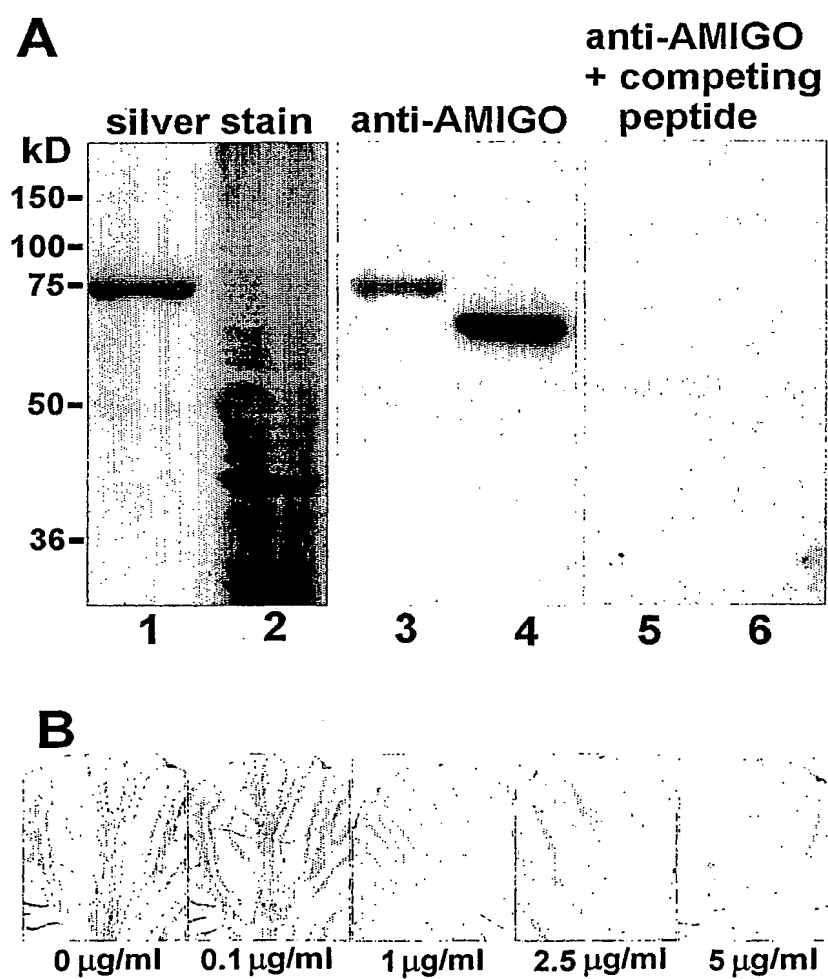 A
silver stain
anti-AMIGO
anti-AMIGO
+ competing
peptide
kD
150-
100-
75-
50-
36-
1 2 3 4 5 6
B
0 µg/ml 0.1 µg/ml 1 µg/ml 2.5 µg/ml 5 µg/ml